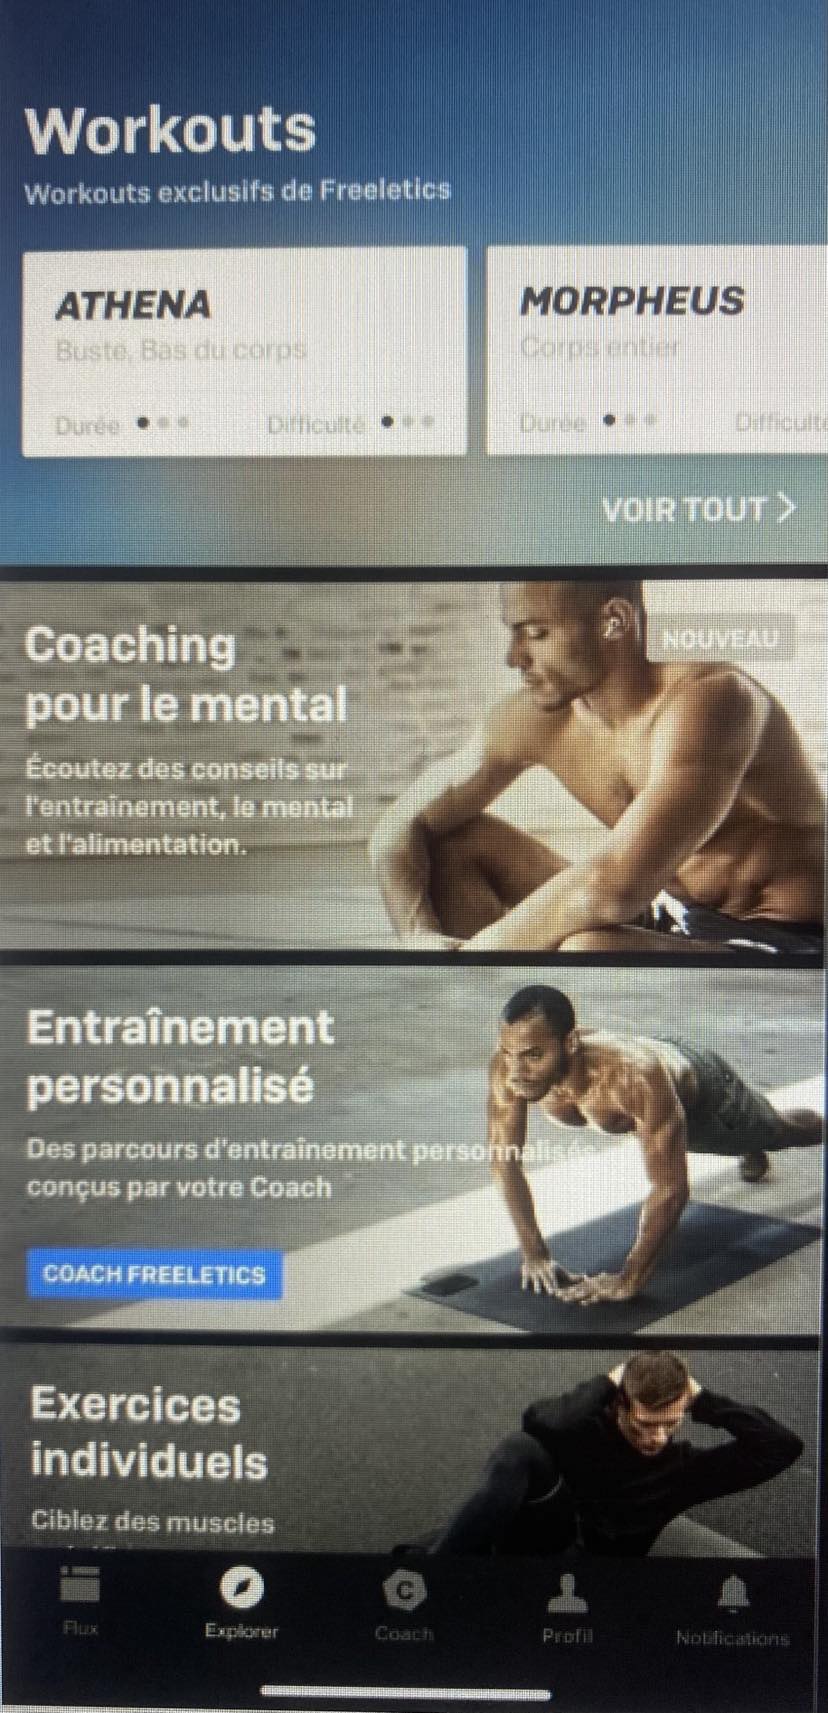 Workouts
Workouts exclusifs de Freeletics
ATHENA
Buste, Bas du corps
Durée
Difficulté
MORPHEUS
Corps entier
Durée
Difficulté
VOIR TOUT
NOUVEAU
Coaching
pour le mental
Écoutez des conseils sur
l'entraînement, le mental
et l'alimentation.
Entraînement
personnalisé
Des parcours d'entraînement personnalisés
conçus par votre Coach
COACH FREELETICS
Exercices
individuels
Ciblez des muscles
Flux
Explorer
C
Coach
Profil
Notifications